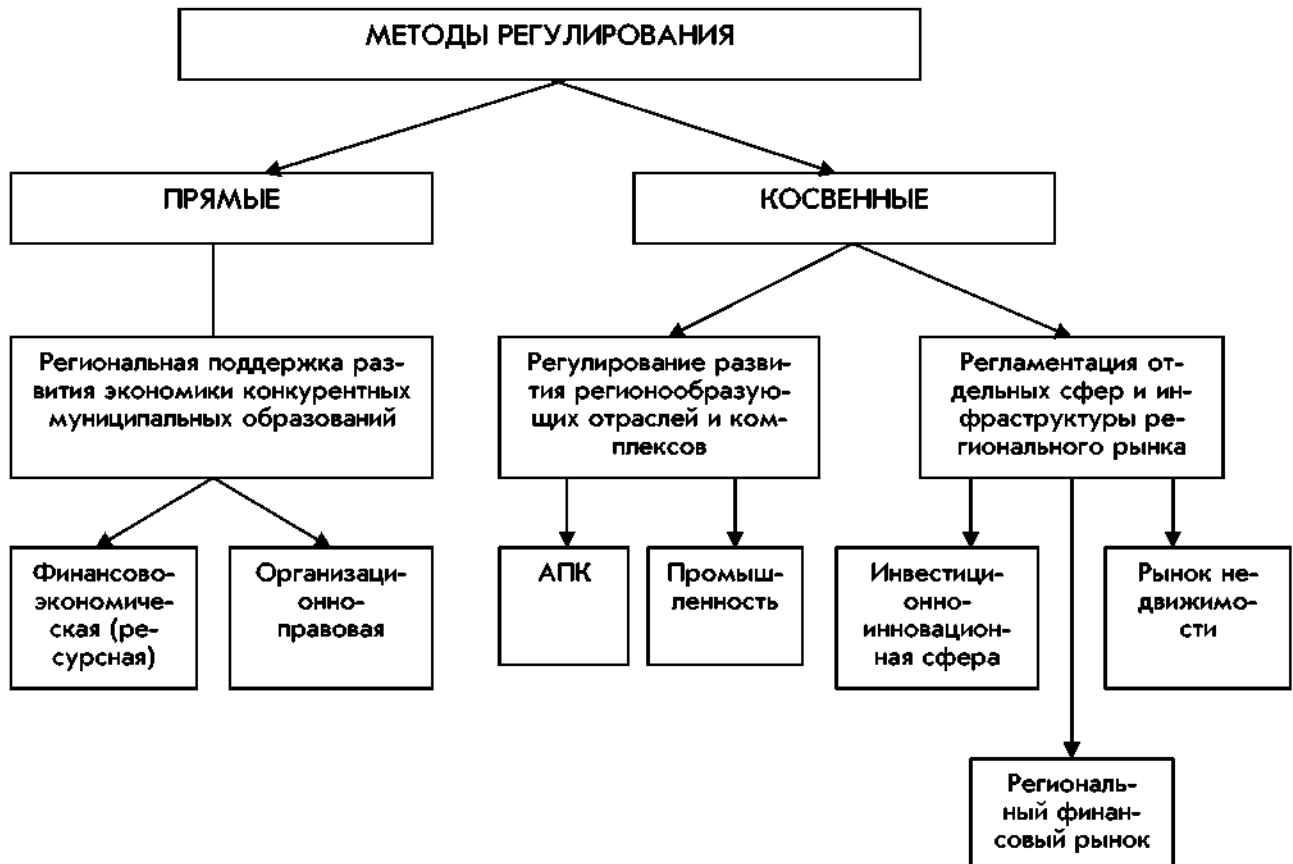 МЕТОДЫ РЕГУЛИРОВАНИЯ
ПРЯМЫЕ
КОСВЕННЫЕ
Региональная поддержка раз-
вития экономики конкурентных
муниципальных образований
Регулирование разви-
тия регионообразую-
щих отраслей и ком-
плексов
Регламентация от-
дельных сфер и ин-
фраструктуры ре-
гионального рынка
Финансово-
экономиче-
ская (ре-
сурсная)
Организаци-
онно-
правовая
АПК
Промыш-
ленность
Инвестици-
онно-
инновацион-
ная сфера
Рынок не-
движимо-
сти
Региональ-
ный финан-
совый рынок